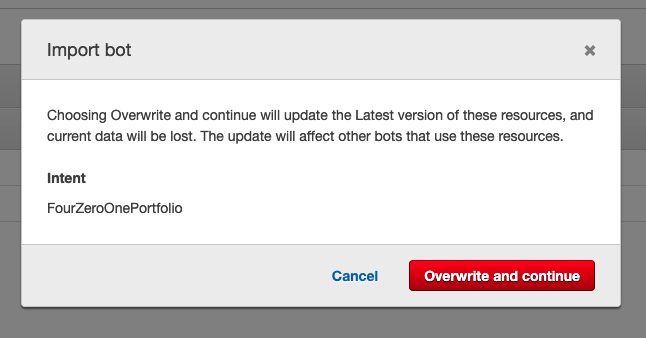 Import bot
Choosing Overwrite and continue will update the Latest version of these resources, and
current data will be lost. The update will affect other bots that use these resources.
Intent
FourZeroOnePortfolio
Cancel
Overwrite and continue